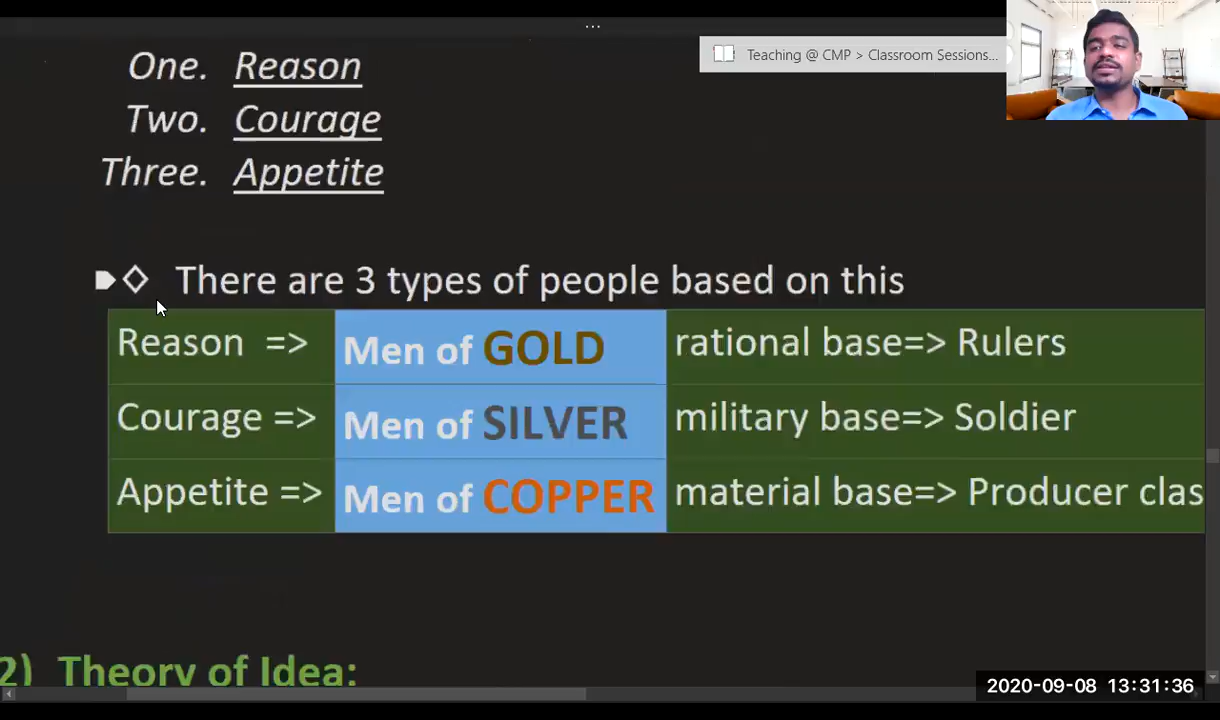 ...
One. Reason
Teaching @ CMP > Classroom Sessions...
Two. Courage
Three. Appetite
There are 3 types of people based on this
Reason => Men of GOLD rational base=> Rulers
Courage => Men of SILVER military base=> Soldier
Appetite => Men of COPPER material base=> Producer clas
2) Theory of Idea:
2020-09-08 13:31:36